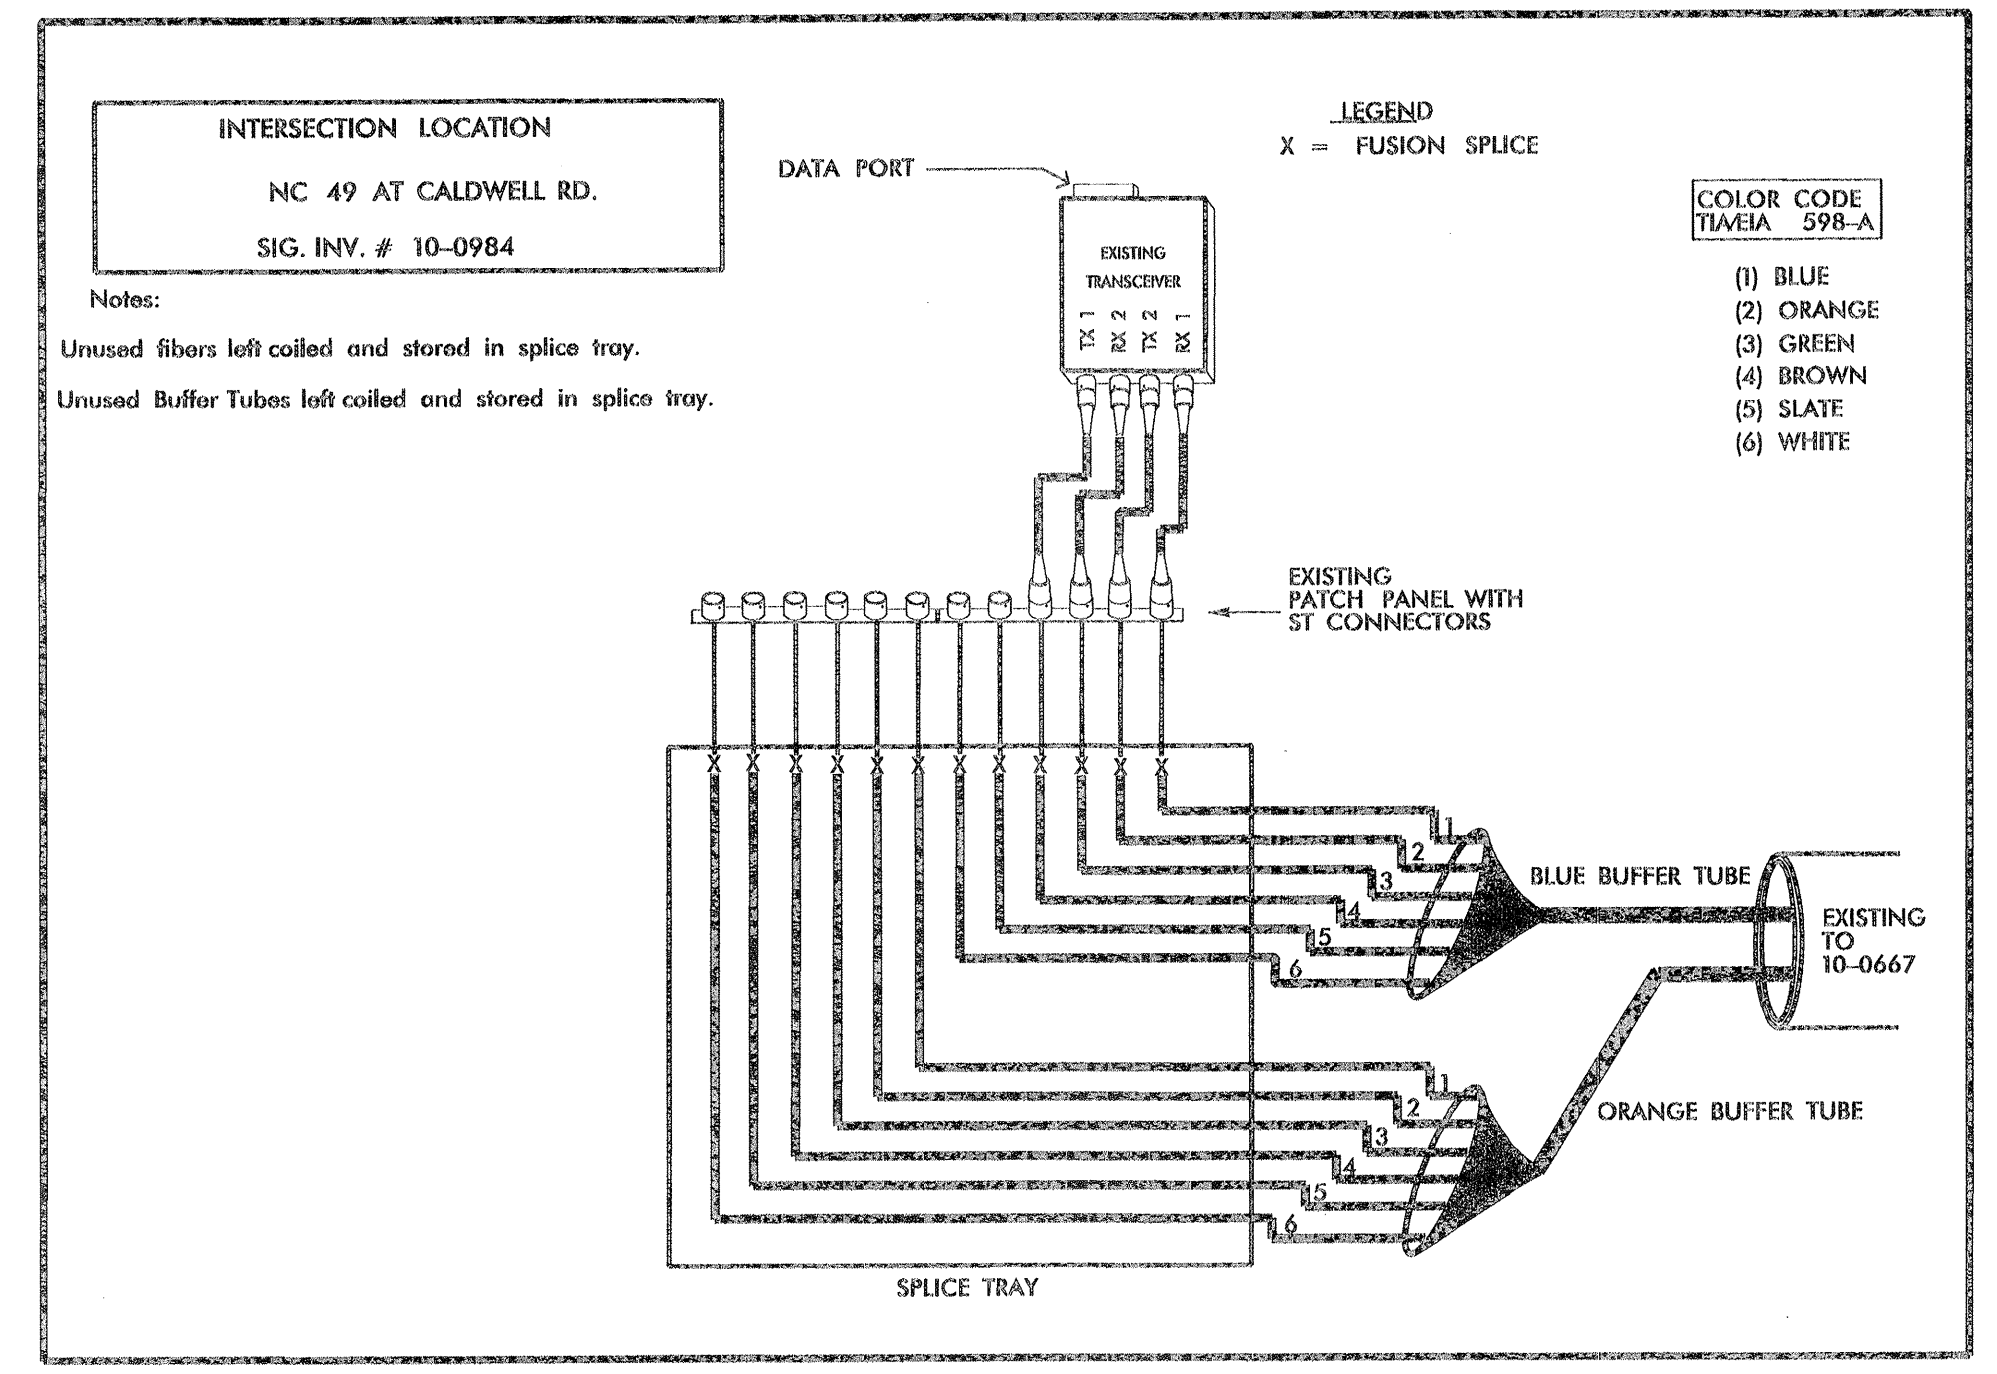 INTERSECTION LOCATION
NC 49 AT CALDWELL RD.
SIG. INV. # 10-0984
Notes:
Unused fibers left coiled and stored in splice tray.
Unused Buffer Tubes left coiled and stored in splice tray.
DATA PORT
EXISTING
TRANSCEIVER
TX 1
RX 2
TX 2
RX 1
LEGEND
X = FUSION SPLICE
COLOR CODE
TIA/EIA 598-A
(1) BLUE
(2) ORANGE
(3) GREEN
(4) BROWN
(5) SLATE
(6) WHITE
EXISTING
PATCH PANEL WITH
ST CONNECTORS
X X X X X X X X X X X X
1
2
3
4
5
6
BLUE BUFFER TUBE
EXISTING
TO
10-0667
1
2
3
4
5
6
ORANGE BUFFER TUBE
SPLICE TRAY